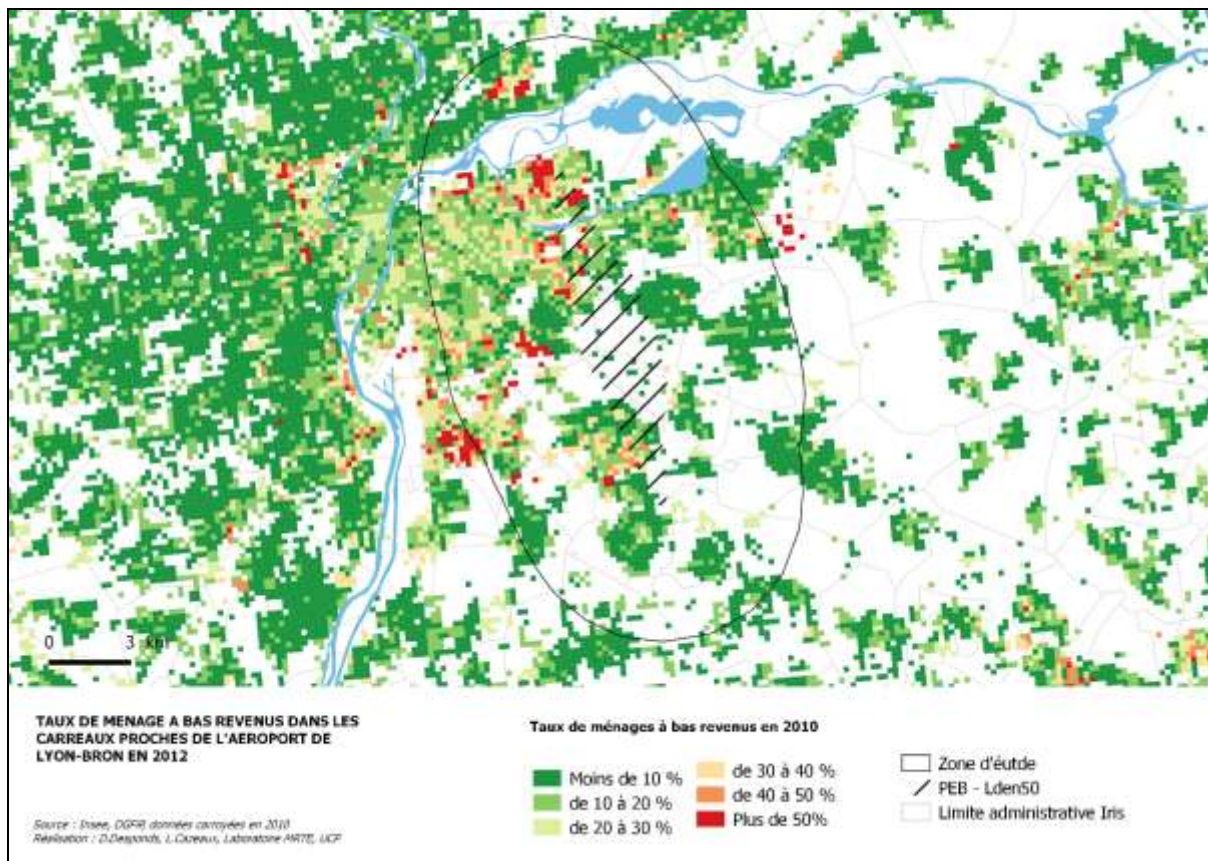 0 3 km
TAUX DE MENAGE A BAS REVENUS DANS LES
CARREAUX PROCHES DE L'AEROPORT DE
LYON-BRON EN 2012
Source : Insee, DGFIP, données carroyées en 2010
Réalisation : D.Desponds, L.Cazeaux, Laboratoire MRTE, UCP
Taux de ménages à bas revenus en 2010
Moins de 10 %
de 10 à 20 %
de 20 à 30 %
de 30 à 40 %
de 40 à 50 %
Plus de 50%
Zone d'éutde
PEB - Lden50
Limite administrative Iris